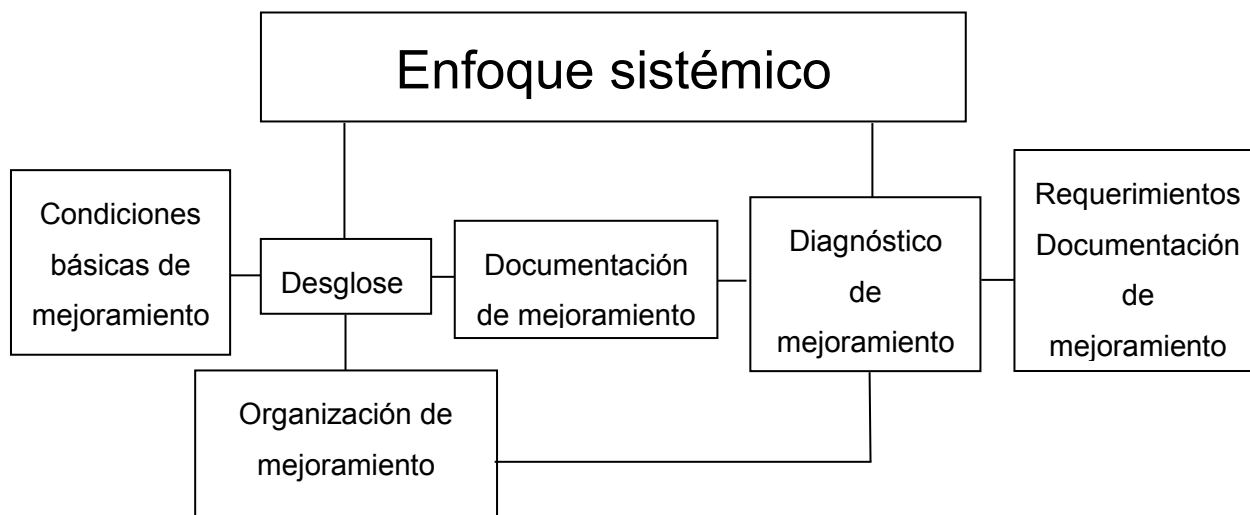 Enfoque sistémico
Condiciones
básicas de
mejoramiento
Desglose
Documentación
de mejoramiento
Diagnóstico
de
mejoramiento
Requerimientos
Documentación
de
mejoramiento
Organización de
mejoramiento